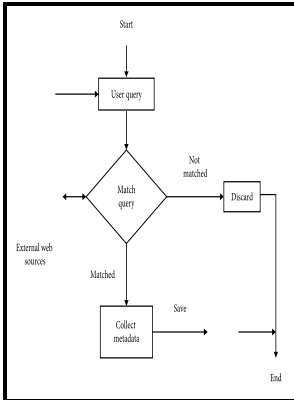 Start
User query
Not
matched
Match
query
Discard
External web
sources
Matched
Save
Collect
metadata
End